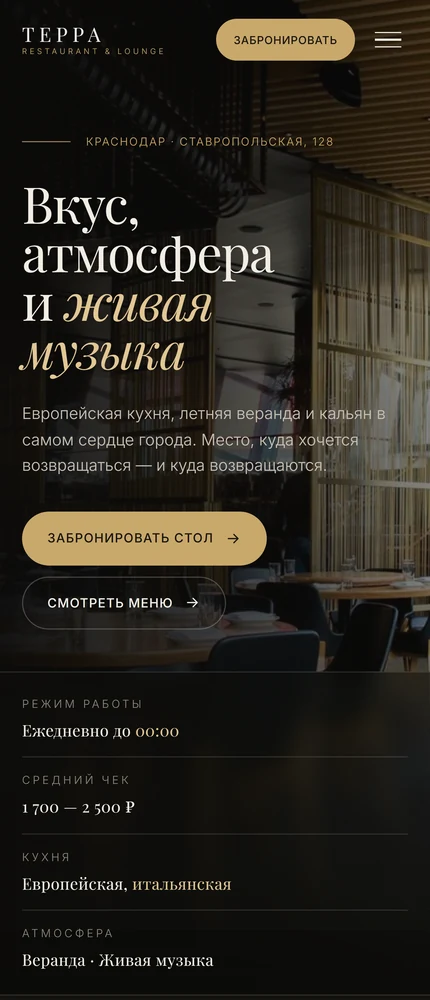 ТЕРРА
RESTAURANT & LOUNGE
ЗАБРОНИРОВАТЬ
КРАСНОДАР · СТАВРОПОЛЬСКАЯ, 128
Вкус,
атмосфера
и живая
музыка
Европейская кухня, летняя веранда и кальян в
самом сердце города. Место, куда хочется
возвращаться — и куда возвращаются.
ЗАБРОНИРОВАТЬ СТОЛ →
СМОТРЕТЬ МЕНЮ →
РЕЖИМ РАБОТЫ
Ежедневно до 00:00
СРЕДНИЙ ЧЕК
1 700 — 2 500 ₽
КУХНЯ
Европейская, итальянская
АТМОСФЕРА
Веранда · Живая музыка